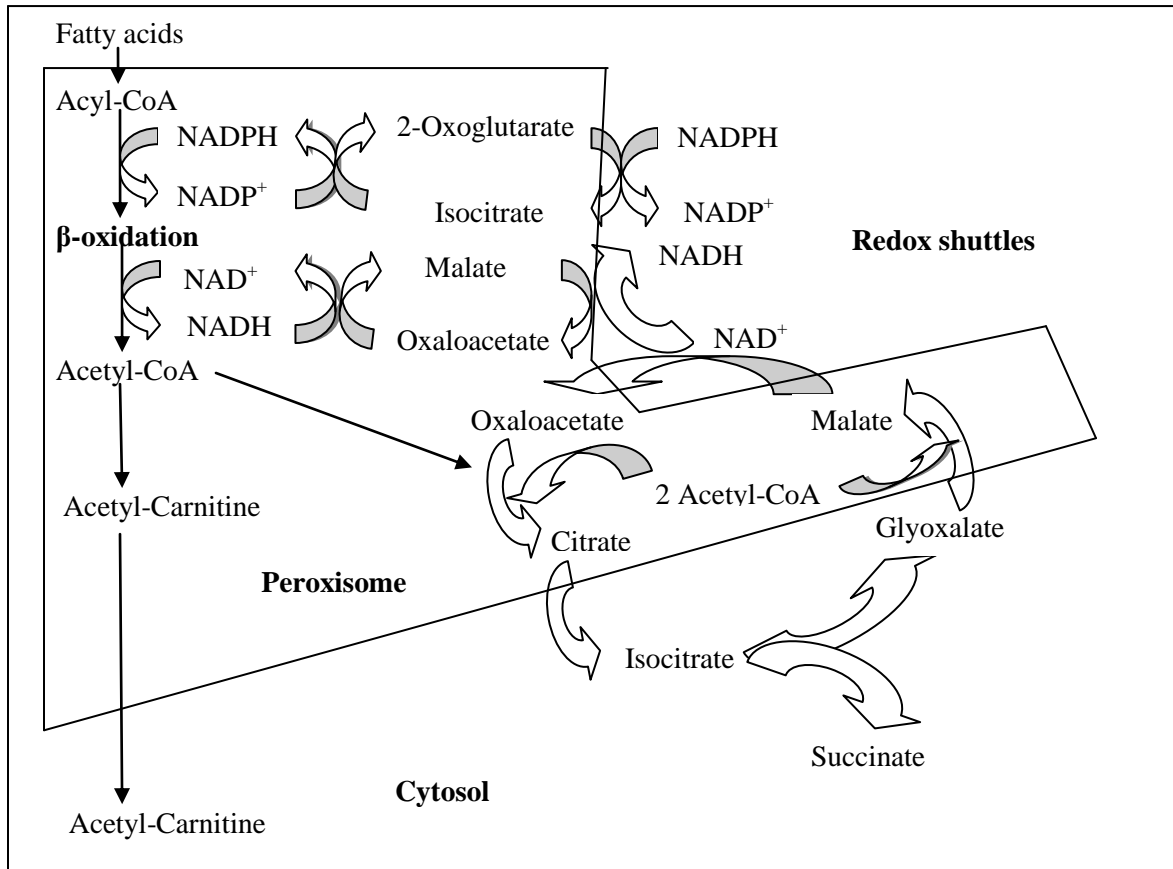 Fatty acids
Acyl-CoA
NADPH
2-Oxoglutarate
NADPH
NADP⁺
Isocitrate
NADP⁺
β-oxidation
Redox shuttles
NAD⁺
Malate
NADH
NADH
Oxaloacetate
NAD⁺
Acetyl-CoA
Oxaloacetate
Malate
2 Acetyl-CoA
Acetyl-Carnitine
Glyoxalate
Citrate
Peroxisome
Isocitrate
Succinate
Cytosol
Acetyl-Carnitine